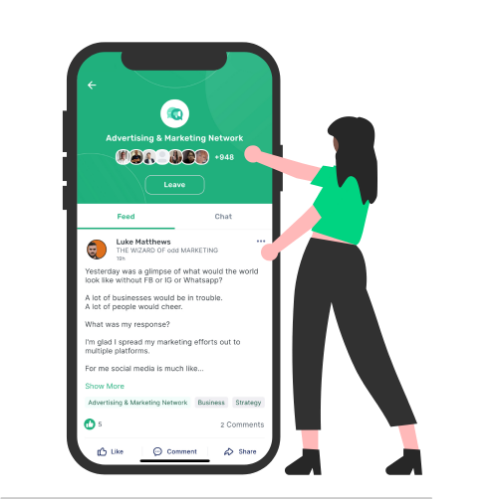 Advertising & Marketing Network
+948
Leave
Feed Chat
Luke Matthews
THE WIZARD OF odd MARKETING
18h
Yesterday was a glimpse of what would the world
look like without FB or IG or Whatsapp?
A lot of businesses would be in trouble.
A lot of people would cheer.
What was my response?
I'm glad I spread my marketing efforts out to
multiple platforms.
For me social media is much like...
Show More
Advertising & Marketing Network Business Strategy
5 2 Comments
Like Comment Share